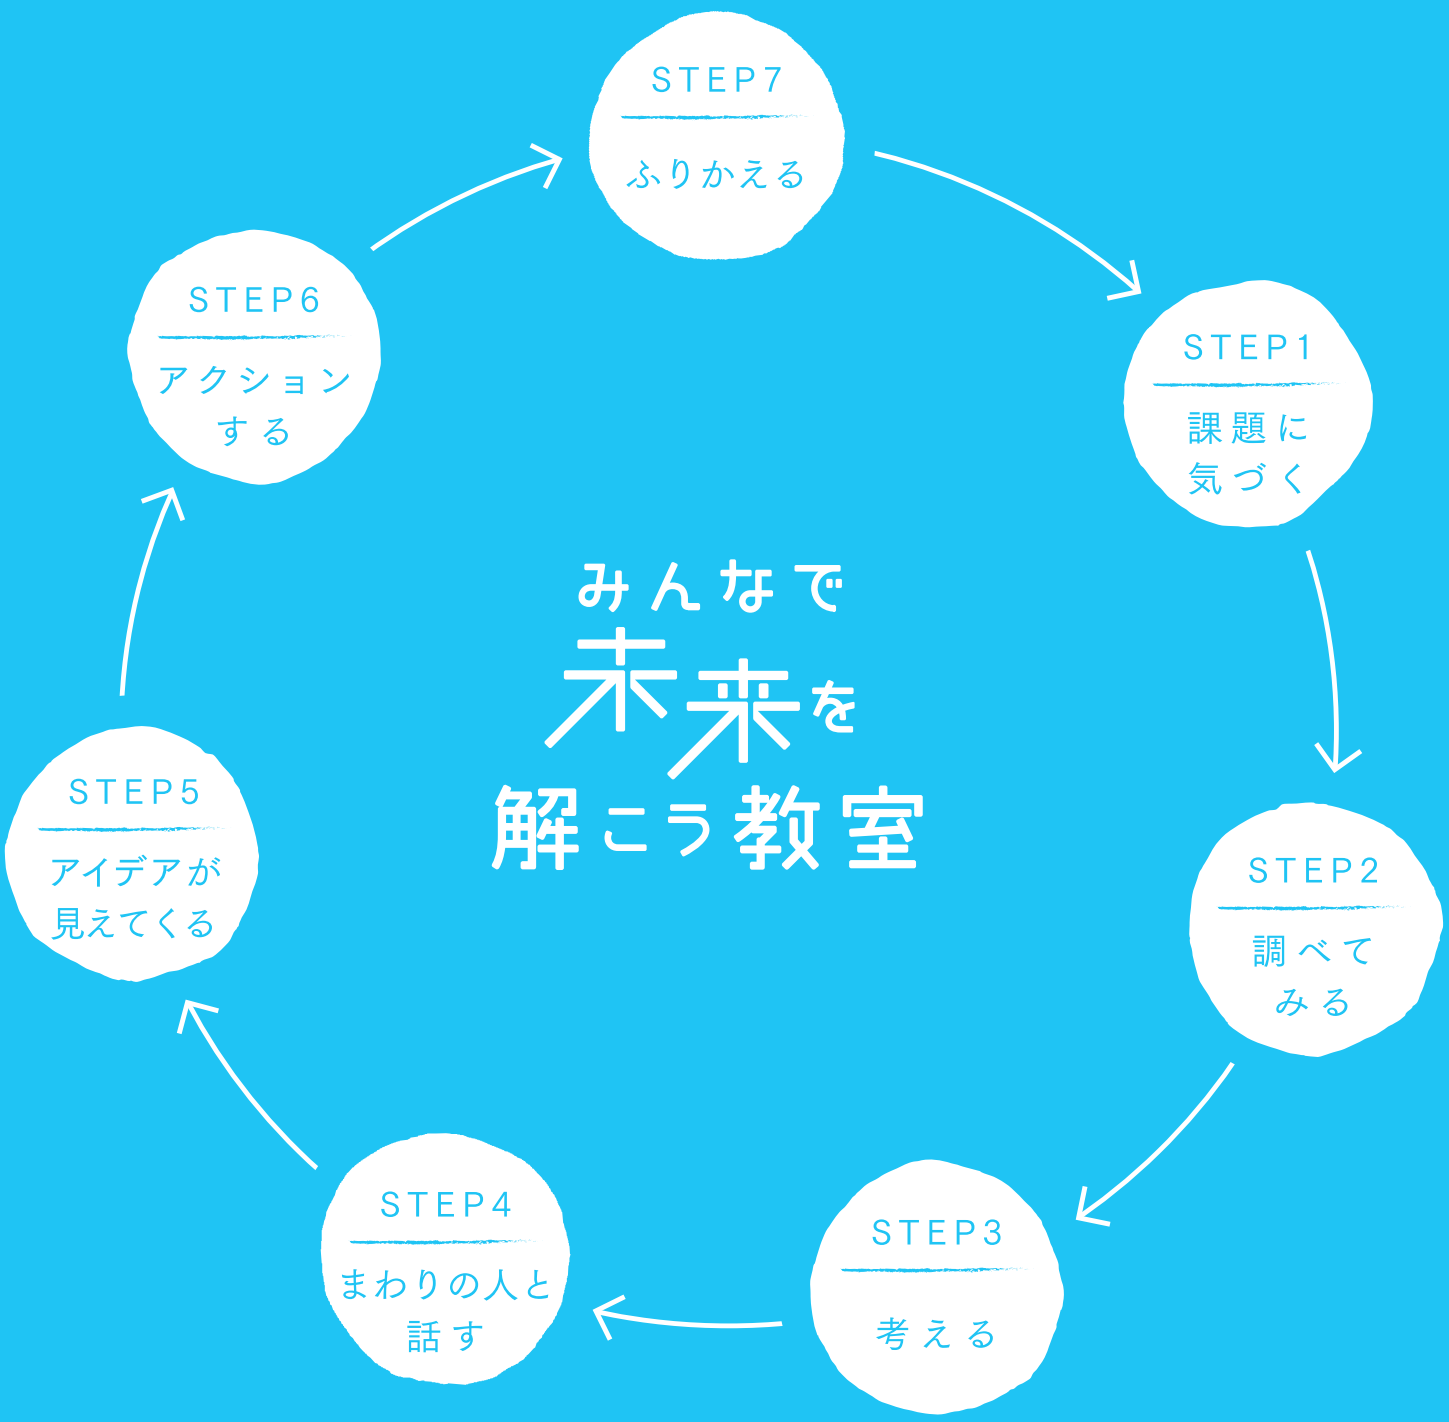 STEP7
ふりかえる
STEP1
課題に
気づく
STEP2
調べて
みる
STEP3
考える
STEP4
まわりの人と
話す
STEP5
アイデアが
見えてくる
STEP6
アクション
する
みんなで
未来を
解こう教室